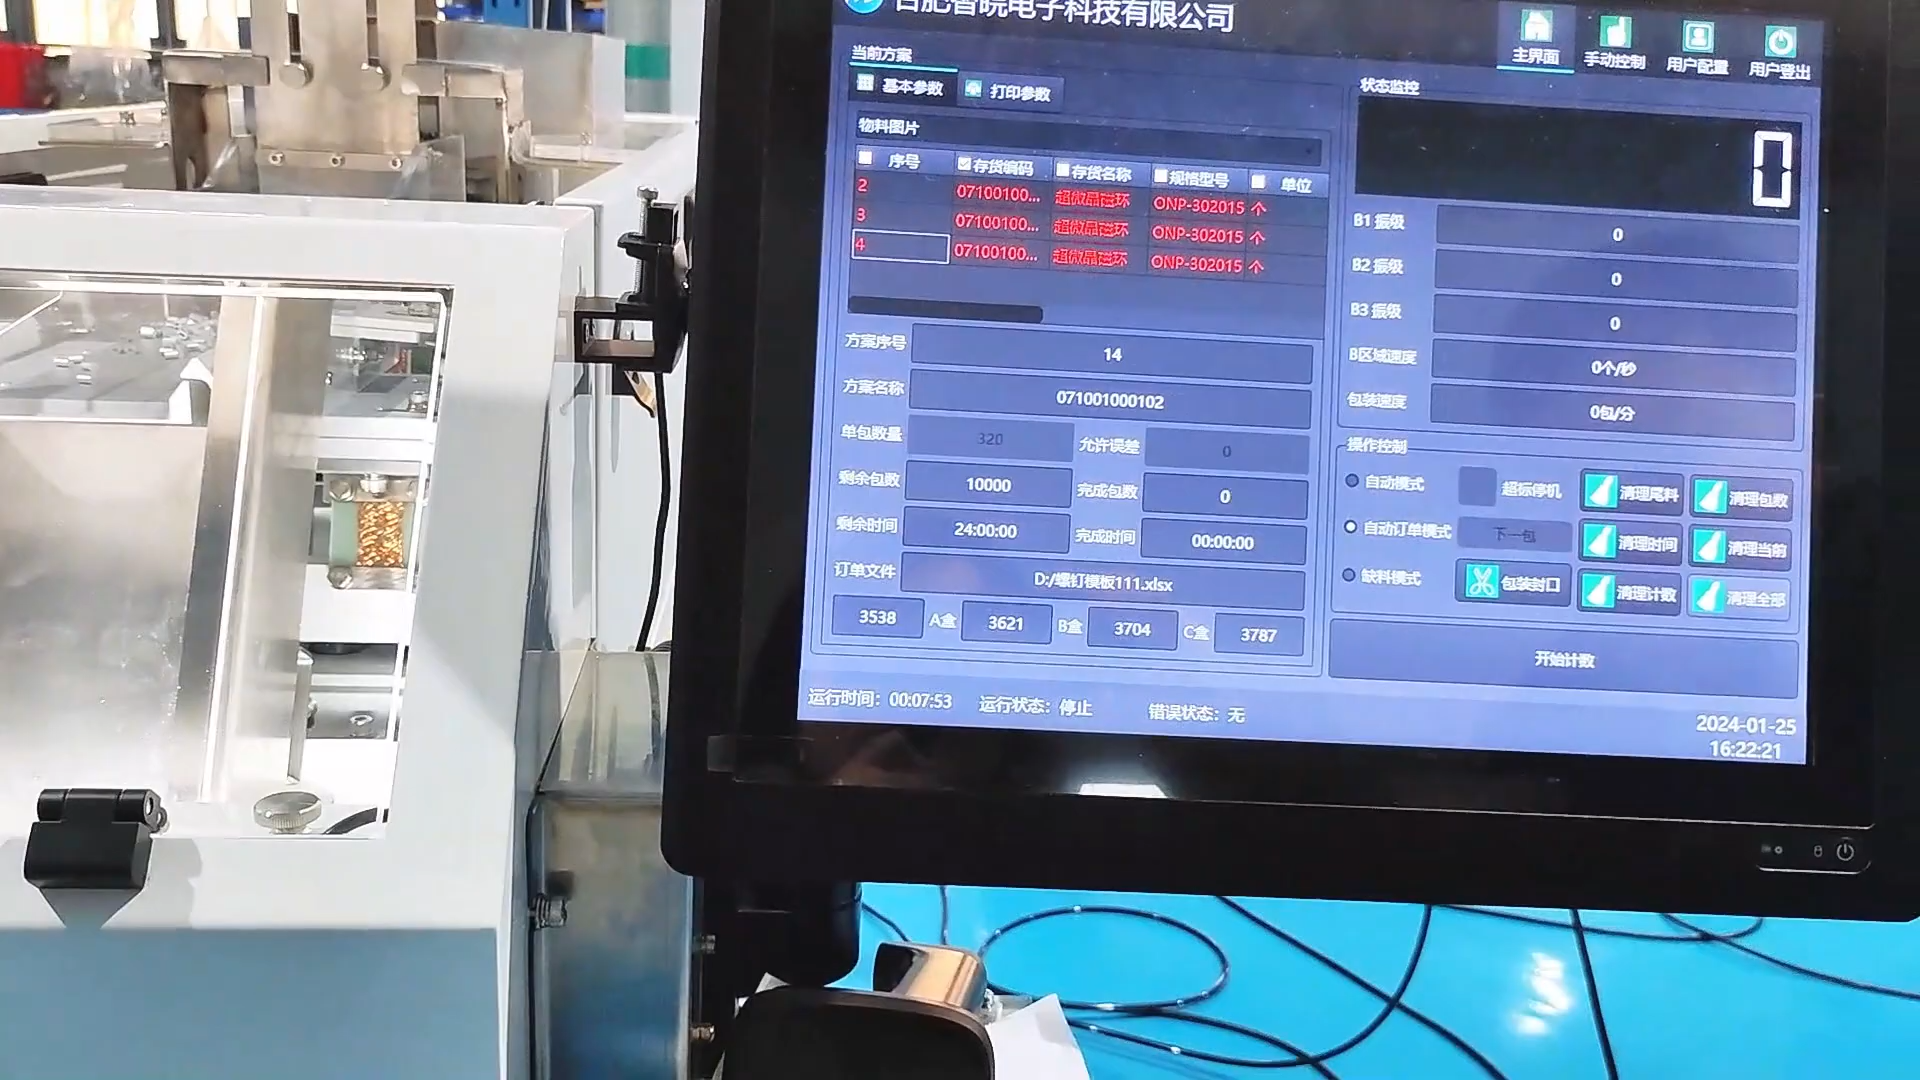 合肥智皖电子科技有限公司
主界面 手动控制 用户配置 用户登出
当前方案
基本参数 打印参数
物料图片
序号 存货编码 存货名称 规格型号 单位
2 07100100... 超微晶磁环 ONP-302015 个
3 07100100... 超微晶磁环 ONP-302015 个
4 07100100... 超微晶磁环 ONP-302015 个
方案序号 14
方案名称 071001000102
单包数量 320 允许误差 0
剩余包数 10000 完成包数 0
剩余时间 24:00:00 完成时间 00:00:00
订单文件 D:/螺钉模板111.xlsx
3538 A盒 3621 B盒 3704 C盒 3787
状态监控
0
B1 振级 0
B2 振级 0
B3 振级 0
B区域速度 0个/秒
包装速度 0包/分
操作控制
自动模式 超标停机 清理尾料 清理包数
自动订单模式 下一包 清理时间 清理当前
缺料模式 包装封口 清理计数 清理全部
开始计数
运行时间: 00:07:53 运行状态: 停止 错误状态: 无
2024-01-25
16:22:21